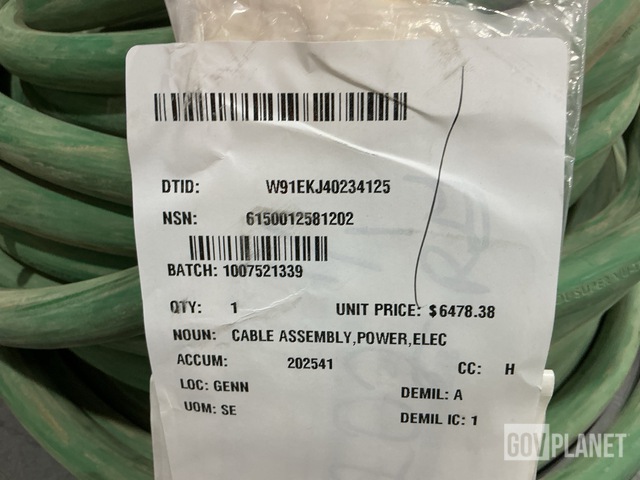 DTID: W91EKJ40234125
NSN: 6150012581202
BATCH: 1007521339
QTY: 1 UNIT PRICE: $6478.38
NOUN: CABLE ASSEMBLY,POWER,ELEC
ACCUM: 202541 CC: H
LOC: GENN DEMIL: A
UOM: SE DEMIL IC: 1
GOVPLANET